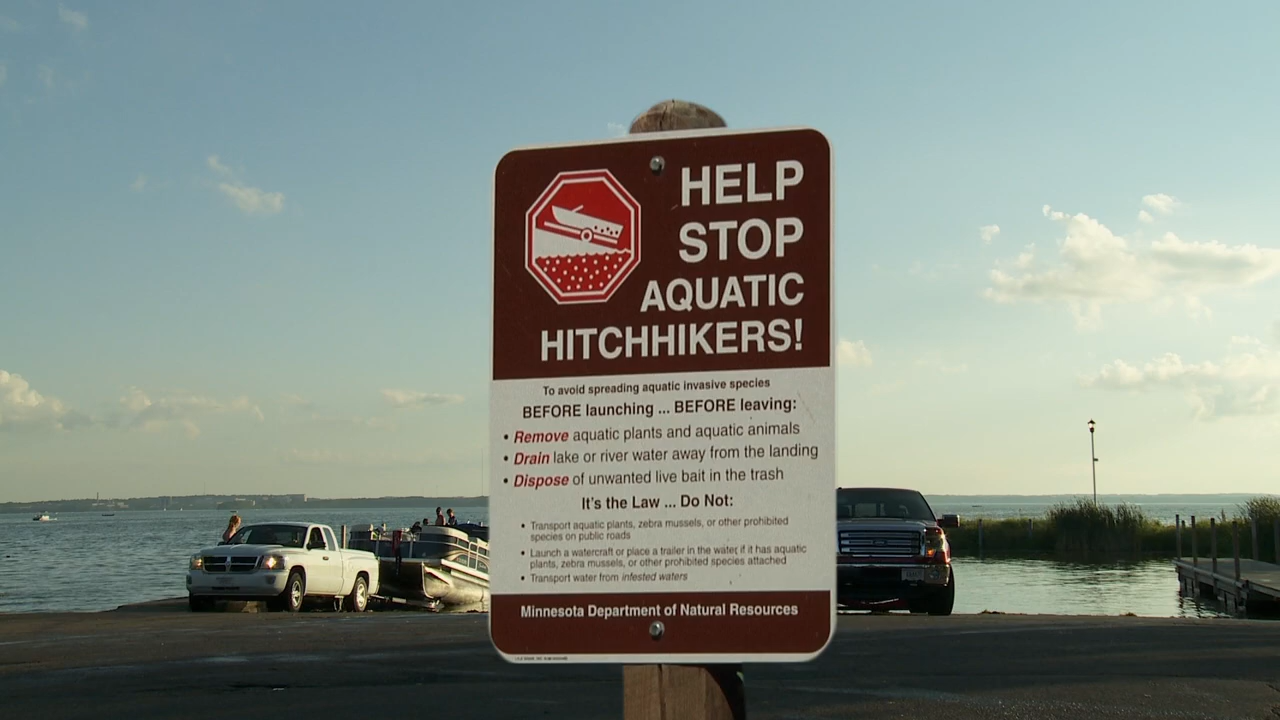 HELP
STOP
AQUATIC
HITCHHIKERS!
To avoid spreading aquatic invasive species
BEFORE launching ... BEFORE leaving:
• Remove aquatic plants and aquatic animals
• Drain lake or river water away from the landing
• Dispose of unwanted live bait in the trash
It's the Law ... Do Not:
• Transport aquatic plants, zebra mussels, or other prohibited
species on public roads
• Launch a watercraft or place a trailer in the water if it has aquatic
plants, zebra mussels, or other prohibited species attached
• Transport water from infested waters
Minnesota Department of Natural Resources